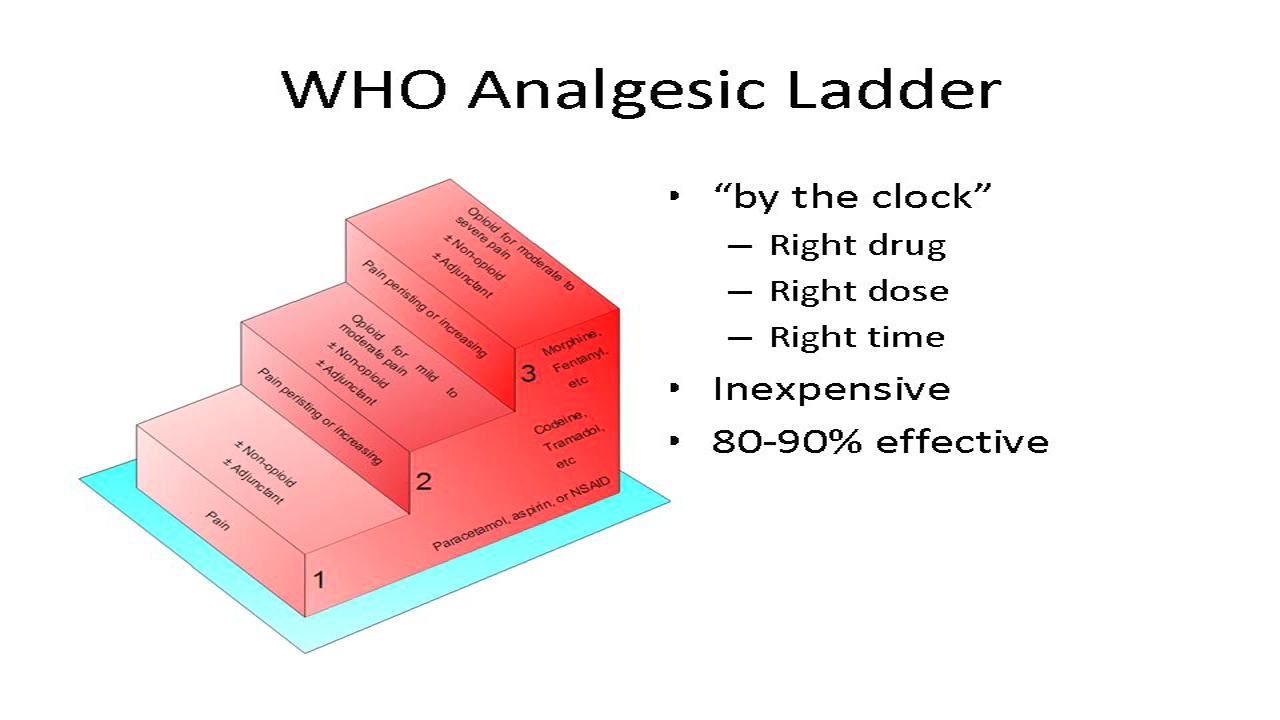 WHO Analgesic Ladder
Opioid for moderate to
severe pain
± Non-opioid
± Adjunctant
Pain peristing or increasing
3
Morphine,
Fentanyl,
etc
Opioid for mild to
moderate pain
± Non-opioid
± Adjunctant
Pain peristing or increasing
2
Codeine,
Tramadol,
etc
± Non-opioid
± Adjunctant
Pain
1
Paracetamol, aspirin, or NSAID
• “by the clock”
– Right drug
– Right dose
– Right time
• Inexpensive
• 80-90% effective